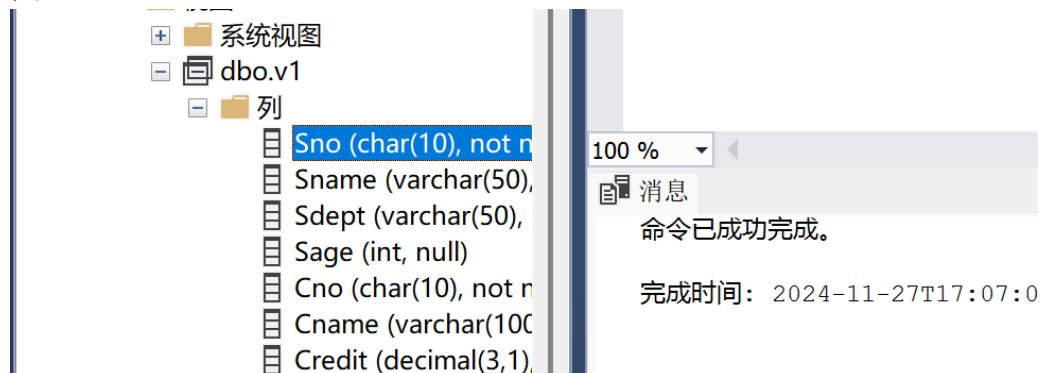 系统视图
dbo.v1
列
Sno (char(10), not n
Sname (varchar(50),
Sdept (varchar(50),
Sage (int, null)
Cno (char(10), not n
Cname (varchar(100
Credit (decimal(3,1),
100 %
消息
命令已成功完成。
完成时间: 2024-11-27T17:07:0